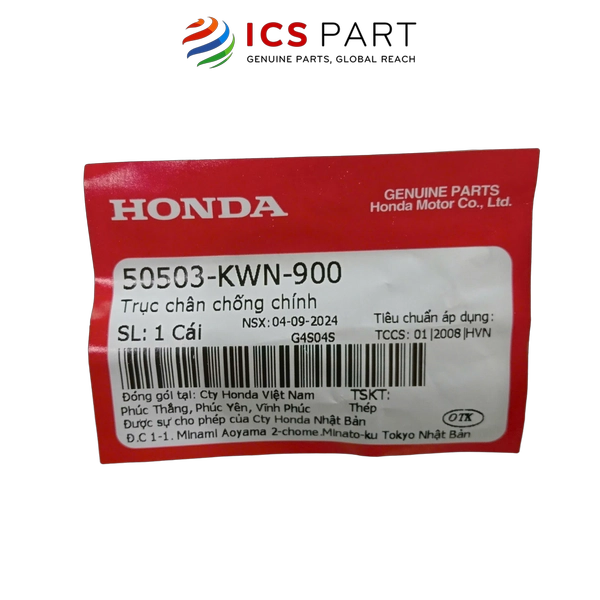 ICS PART
GENUINE PARTS, GLOBAL REACH
HONDA
GENUINE PARTS
Honda Motor Co., Ltd.
50503-KWN-900
Trục chân chống chính
SL: 1 Cái
NSX: 04-09-2024
G4S04S
Tiêu chuẩn áp dụng:
TCCS: 01|2008|HVN
Đóng gói tại: Cty Honda Việt Nam
Phúc Thắng, Phúc Yên, Vĩnh Phúc
TSKT:
Thép
Được sự cho phép của Cty Honda Nhật Bản
Đ.C 1-1. Minami Aoyama 2-chome.Minato-ku Tokyo Nhật Bản
OTK